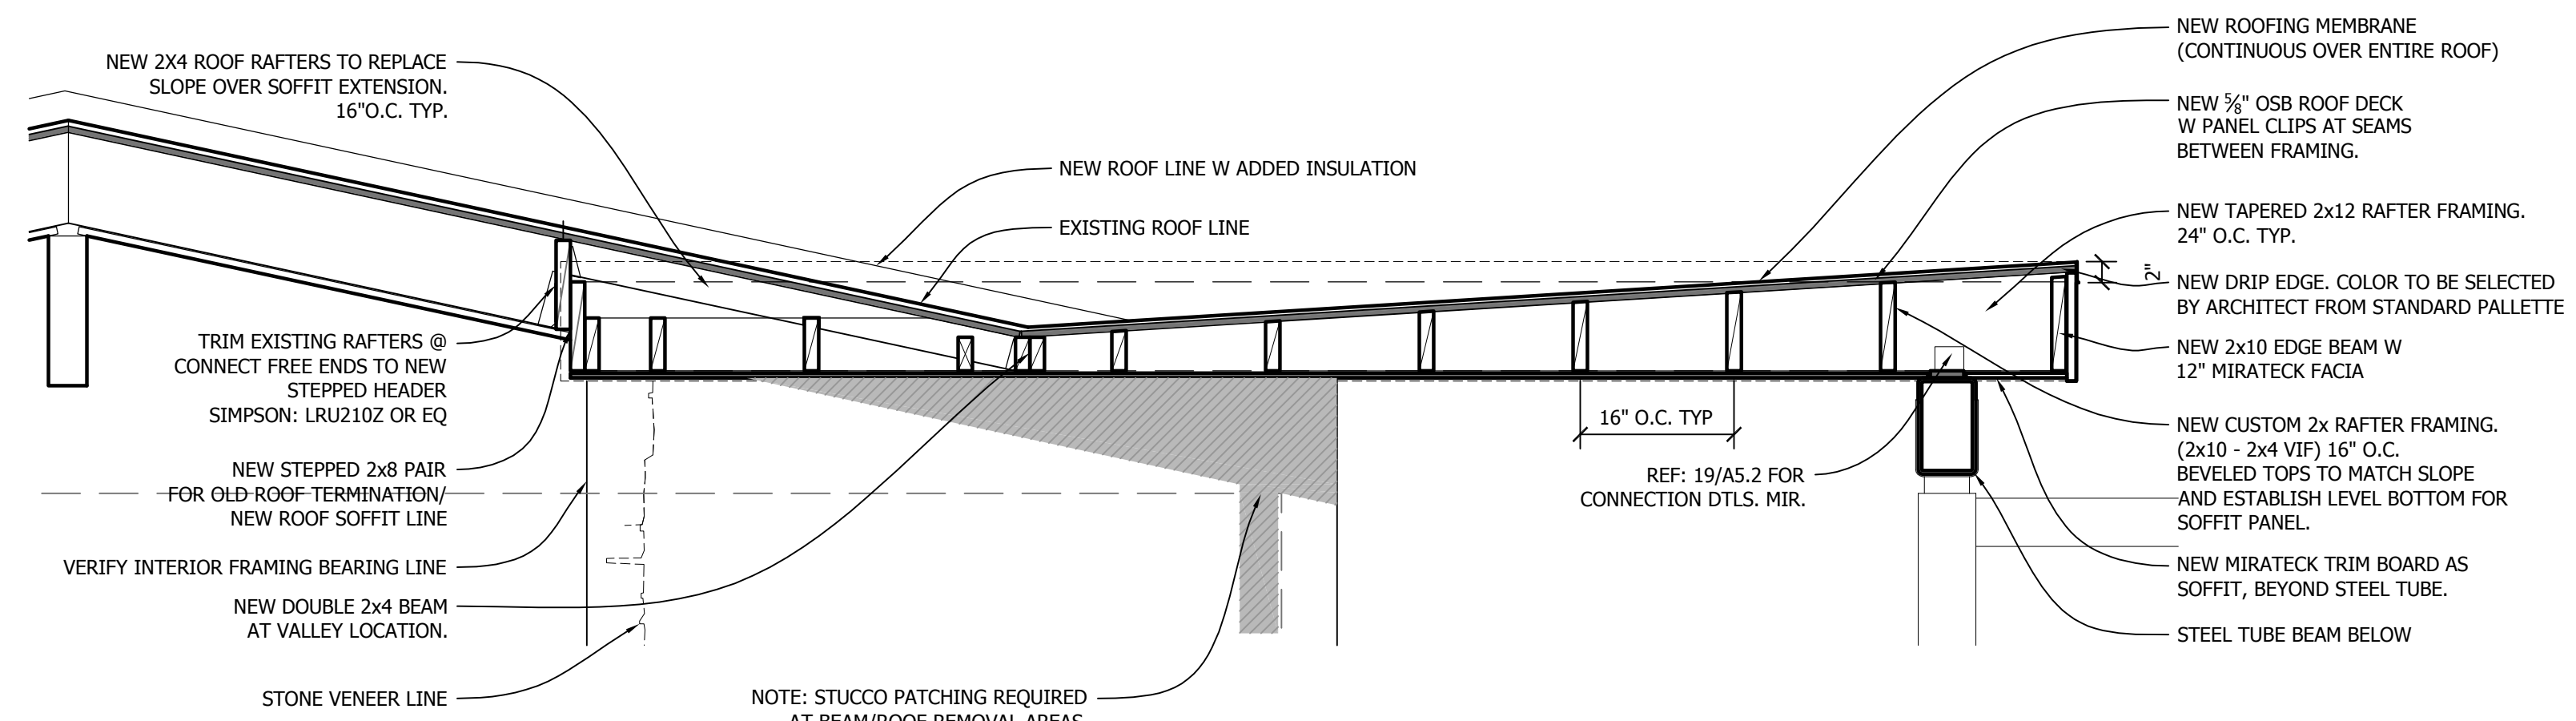 NEW 2X4 ROOF RAFTERS TO REPLACE
SLOPE OVER SOFFIT EXTENSION.
16"O.C. TYP.
TRIM EXISTING RAFTERS @
CONNECT FREE ENDS TO NEW
STEPPED HEADER
SIMPSON: LRU210Z OR EQ
NEW STEPPED 2x8 PAIR
FOR OLD ROOF TERMINATION/
NEW ROOF SOFFIT LINE
VERIFY INTERIOR FRAMING BEARING LINE
NEW DOUBLE 2x4 BEAM
AT VALLEY LOCATION.
STONE VENEER LINE
NEW ROOF LINE W ADDED INSULATION
EXISTING ROOF LINE
16" O.C. TYP
REF: 19/A5.2 FOR
CONNECTION DTLS. MIR.
NOTE: STUCCO PATCHING REQUIRED
AT BEAM/ROOF REMOVAL AREAS
NEW ROOFING MEMBRANE
(CONTINUOUS OVER ENTIRE ROOF)
NEW ⅝" OSB ROOF DECK
W PANEL CLIPS AT SEAMS
BETWEEN FRAMING.
NEW TAPERED 2x12 RAFTER FRAMING.
24" O.C. TYP.
2"
NEW DRIP EDGE. COLOR TO BE SELECTED
BY ARCHITECT FROM STANDARD PALLETTE
NEW 2x10 EDGE BEAM W
12" MIRATECK FACIA
NEW CUSTOM 2x RAFTER FRAMING.
(2x10 - 2x4 VIF) 16" O.C.
BEVELED TOPS TO MATCH SLOPE
AND ESTABLISH LEVEL BOTTOM FOR
SOFFIT PANEL.
NEW MIRATECK TRIM BOARD AS
SOFFIT, BEYOND STEEL TUBE.
STEEL TUBE BEAM BELOW